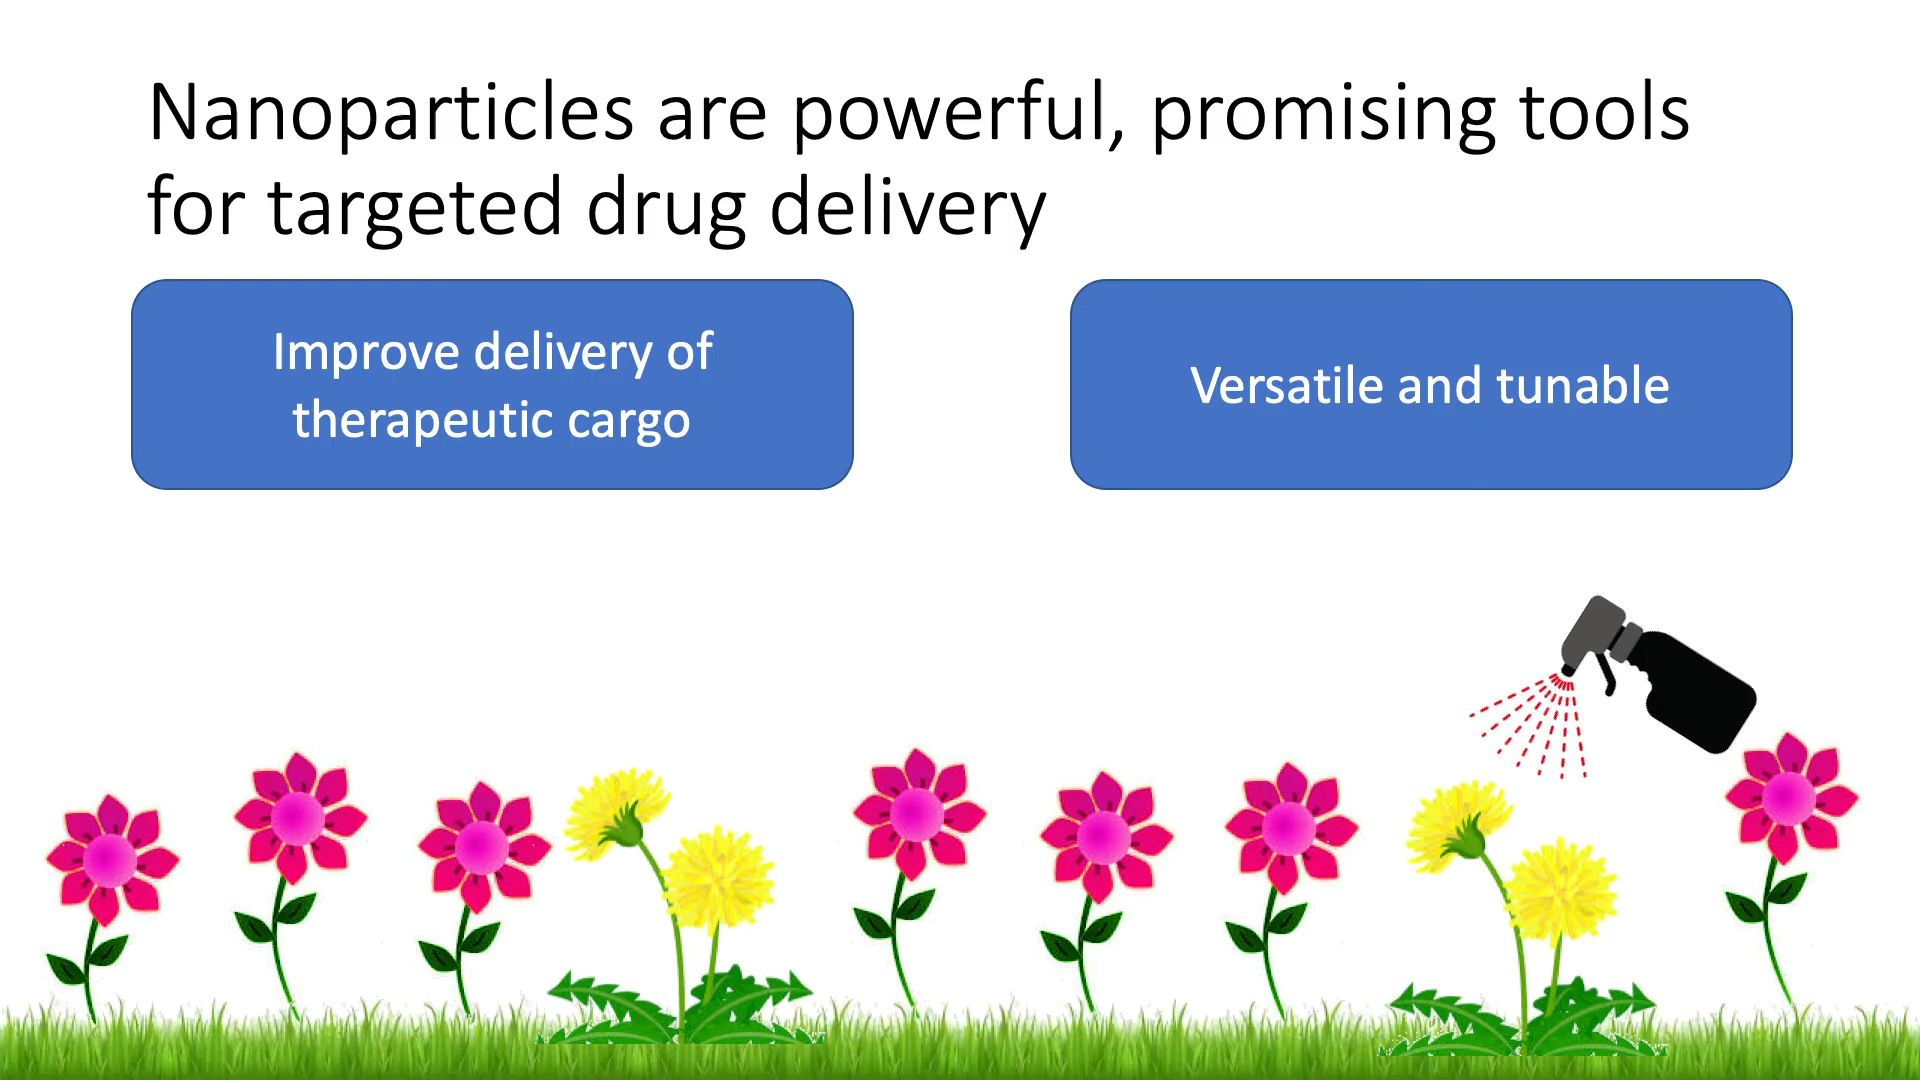 Nanoparticles are powerful, promising tools
for targeted drug delivery
Improve delivery of
therapeutic cargo
Versatile and tunable